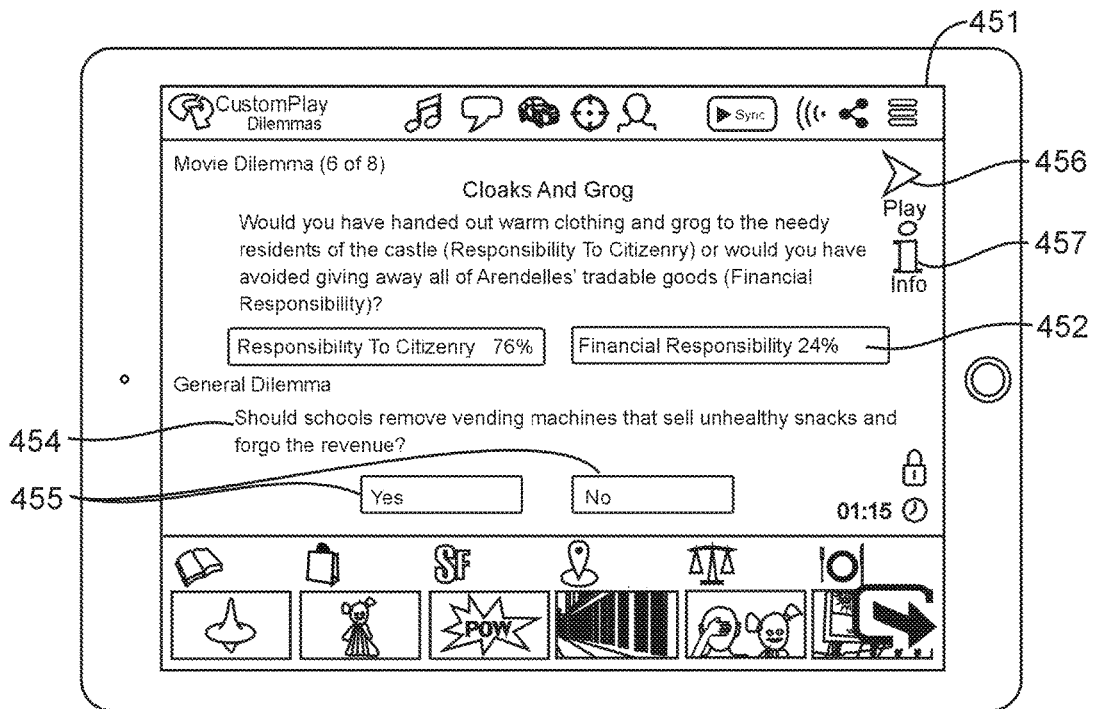 451
CustomPlay
Dilemmas
Sync
Movie Dilemma (6 of 8)
456
Cloaks And Grog
Play
Would you have handed out warm clothing and grog to the needy
residents of the castle (Responsibility To Citizenry) or would you have
457
avoided giving away all of Arendelles' tradable goods (Financial
Info
Responsibility)?
452
Responsibility To Citizenry 76%
Financial Responsibility 24%
General Dilemma
454
Should schools remove vending machines that sell unhealthy snacks and
forgo the revenue?
455
Yes
No
01:15
SF
POW